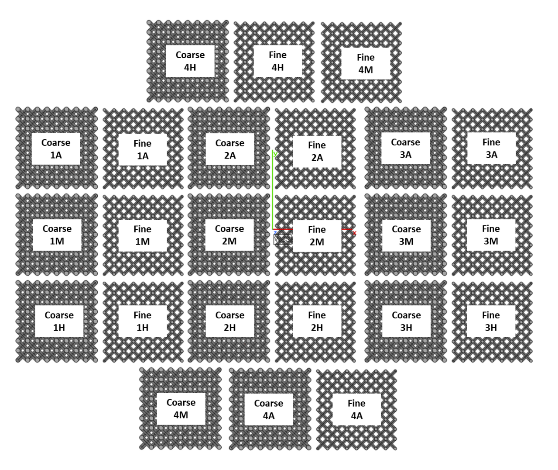 Coarse
4H
Fine
4H
Fine
4M
Coarse
1A
Fine
1A
Coarse
2A
Fine
2A
Coarse
3A
Fine
3A
Coarse
1M
Fine
1M
Coarse
2M
Fine
2M
Coarse
3M
Fine
3M
Coarse
1H
Fine
1H
Coarse
2H
Fine
2H
Coarse
3H
Fine
3H
Coarse
4M
Coarse
4A
Fine
4A